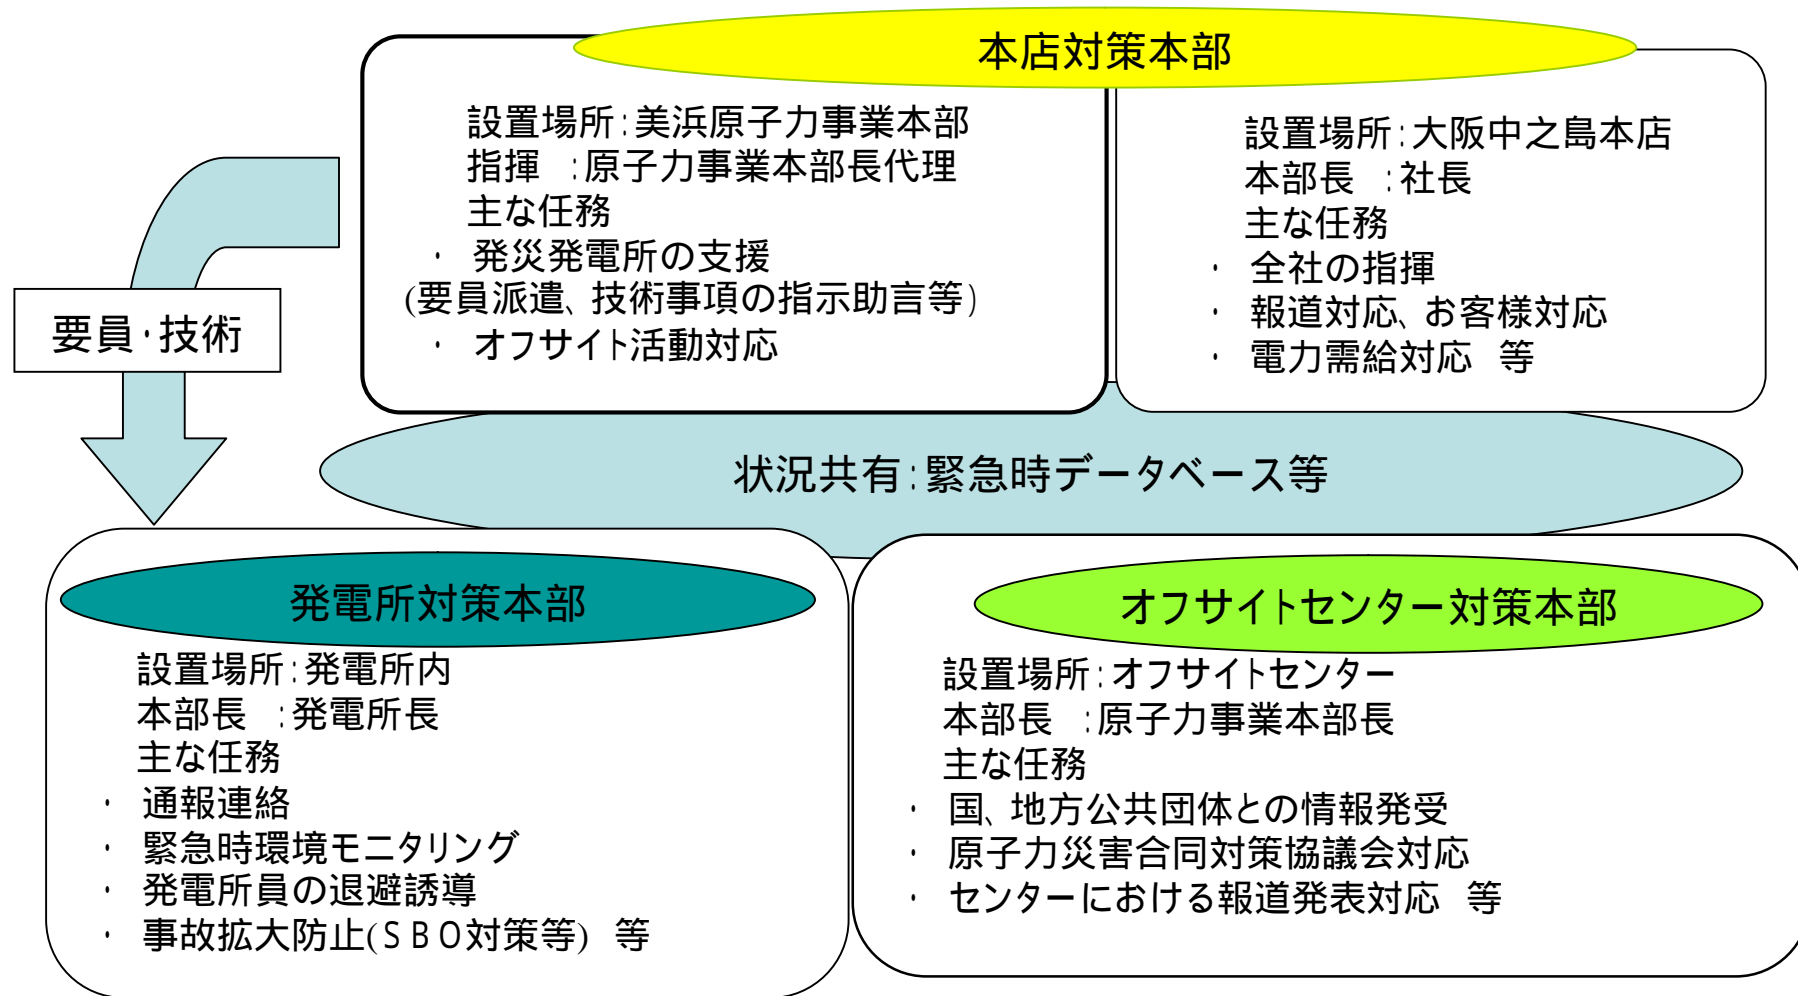 本店対策本部
設置場所:美浜原子力事業本部
指揮 :原子力事業本部長代理
主な任務
・ 発災発電所の支援
(要員派遣、技術事項の指示助言等)
・ オフサイト活動対応
設置場所:大阪中之島本店
本部長 :社長
主な任務
・ 全社の指揮
・ 報道対応、お客様対応
・ 電力需給対応 等
要員・技術
状況共有:緊急時データベース等
発電所対策本部
設置場所:発電所内
本部長 :発電所長
主な任務
・ 通報連絡
・ 緊急時環境モニタリング
・ 発電所員の退避誘導
・ 事故拡大防止(SBO対策等) 等
オフサイトセンター対策本部
設置場所:オフサイトセンター
本部長 :原子力事業本部長
主な任務
・ 国、地方公共団体との情報発受
・ 原子力災害合同対策協議会対応
・ センターにおける報道発表対応 等